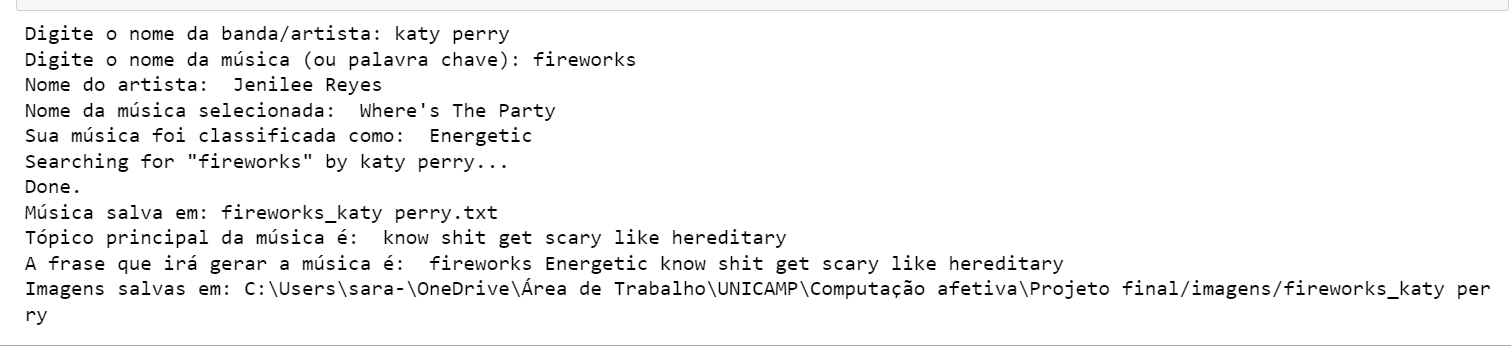 Digite o nome da banda/artista: katy perry
Digite o nome da música (ou palavra chave): fireworks
Nome do artista:  Jenilee Reyes
Nome da música selecionada:  Where's The Party
Sua música foi classificada como:  Energetic
Searching for "fireworks" by katy perry...
Done.
Música salva em: fireworks_katy perry.txt
Tópico principal da música é:  know shit get scary like hereditary
A frase que irá gerar a música é:  fireworks Energetic know shit get scary like hereditary
Imagens salvas em: C:\Users\sara-\OneDrive\Área de Trabalho\UNICAMP\Computação afetiva\Projeto final/imagens/fireworks_katy per
ry